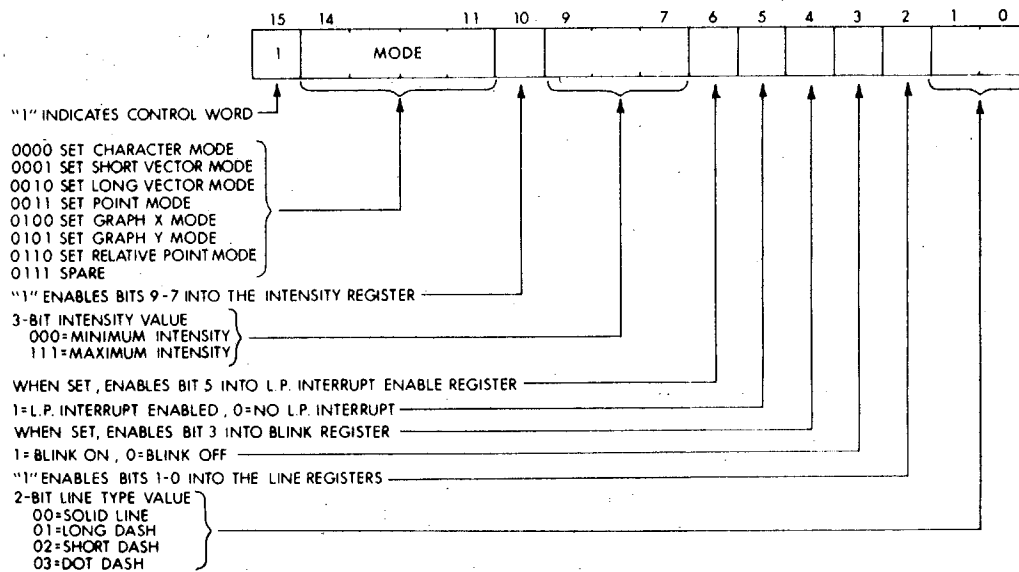 15 14 11 10 9 7 6 5 4 3 2 1 0
1 MODE
"1" INDICATES CONTROL WORD
0000 SET CHARACTER MODE
0001 SET SHORT VECTOR MODE
0010 SET LONG VECTOR MODE
0011 SET POINT MODE
0100 SET GRAPH X MODE
0101 SET GRAPH Y MODE
0110 SET RELATIVE POINT MODE
0111 SPARE
"1" ENABLES BITS 9-7 INTO THE INTENSITY REGISTER
3-BIT INTENSITY VALUE
000=MINIMUM INTENSITY
111=MAXIMUM INTENSITY
WHEN SET, ENABLES BIT 5 INTO L.P. INTERRUPT ENABLE REGISTER
1=L.P. INTERRUPT ENABLED, 0=NO L.P. INTERRUPT
WHEN SET, ENABLES BIT 3 INTO BLINK REGISTER
1=BLINK ON, 0=BLINK OFF
"1" ENABLES BITS 1-0 INTO THE LINE REGISTERS
2-BIT LINE TYPE VALUE
00=SOLID LINE
01=LONG DASH
02=SHORT DASH
03=DOT DASH